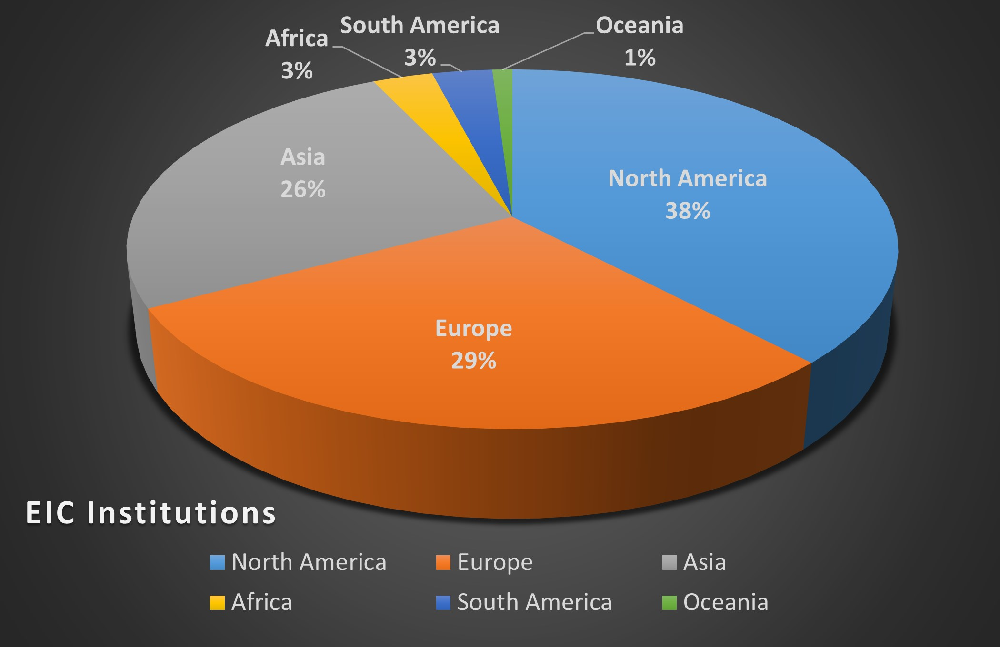 South America
3%
Oceania
1%
Africa
3%
Asia
26%
North America
38%
Europe
29%
EIC Institutions
North America
Europe
Asia
Africa
South America
Oceania